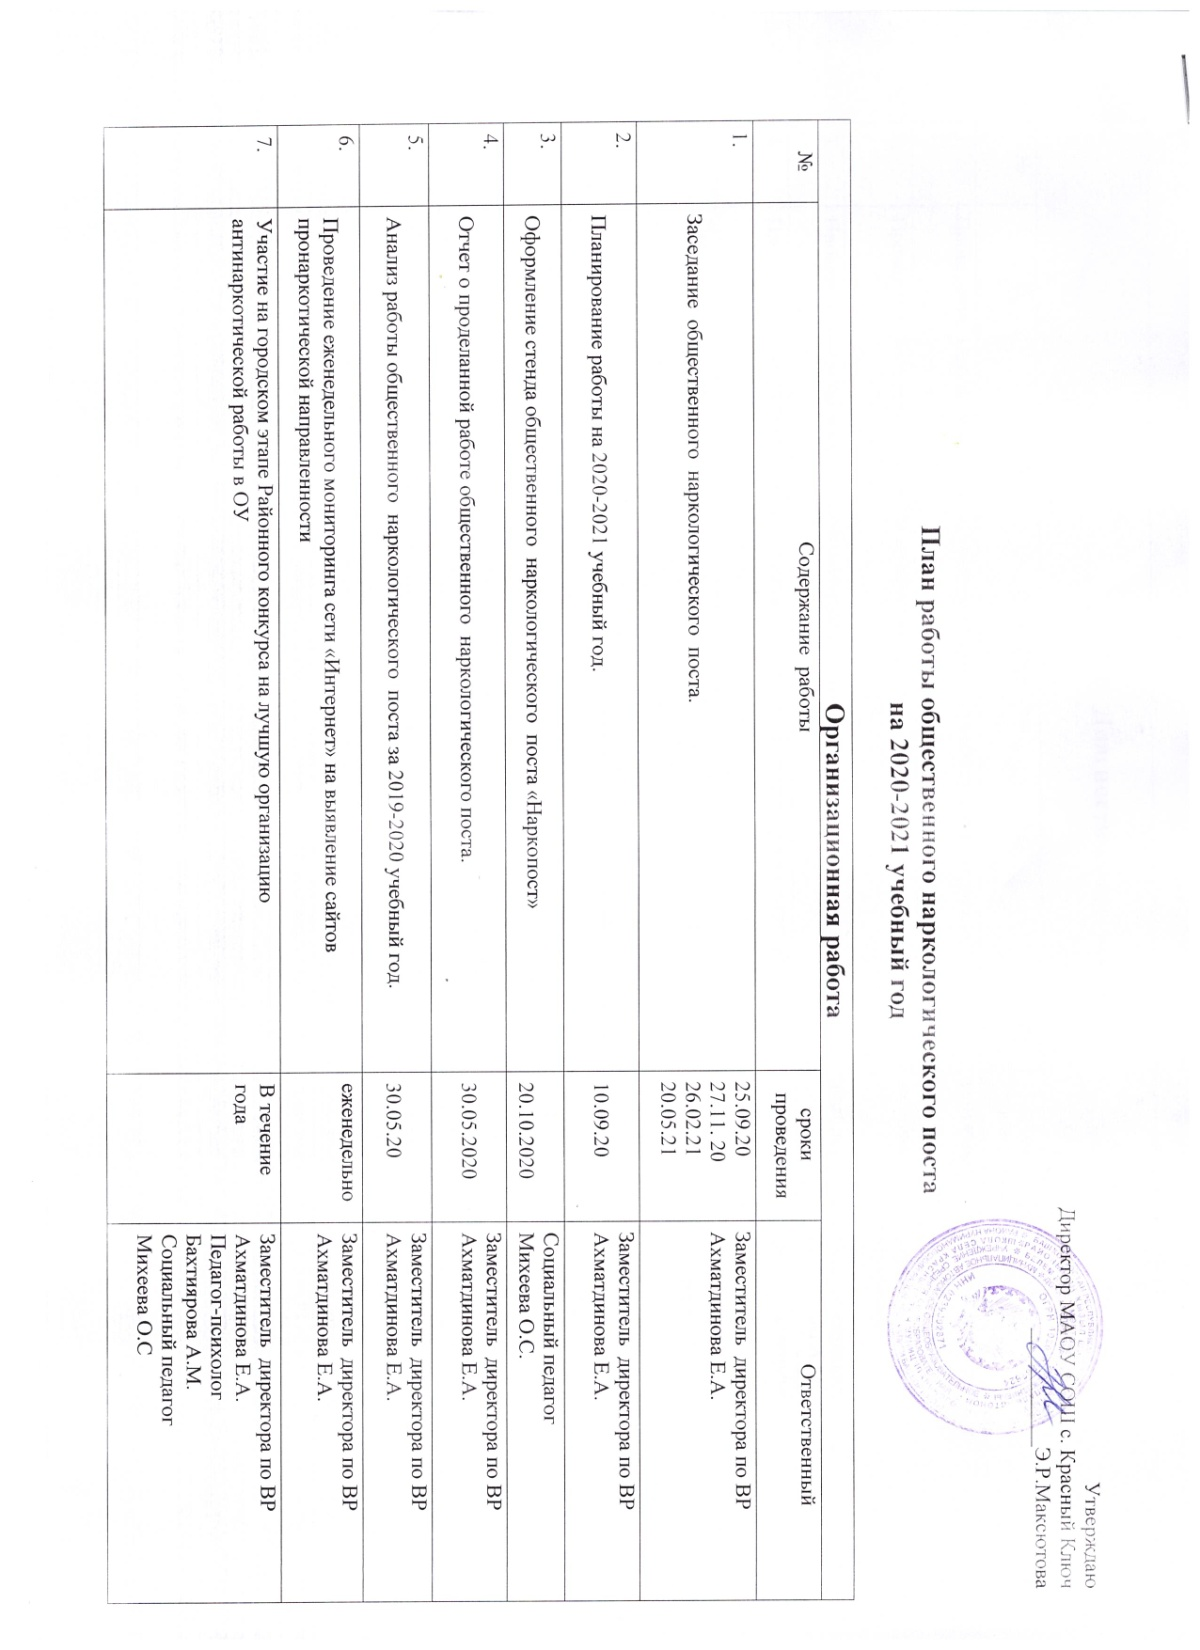 Утверждаю
Директор МАОУ СОШ с. Красный Ключ
Э.Р.Максютова
План работы общественного наркологического поста
на 2020-2021 учебный год
Организационная работа
№
Содержание работы
сроки
проведения
Ответственный
1.
Заседание общественного наркологического поста.
25.09.20
27.11. 20
26.02.21
20.05.21
Заместитель директора по ВР
Ахматдинова Е.А.
2.
Планирование работы на 2020-2021 учебный год.
10.09.20
Заместитель директора по ВР
Ахматдинова Е.А.
3.
Оформление стенда общественного наркологического поста «Наркопост»
20.10.2020
Социальный педагог
Михеева О.С.
4.
Отчет о проделанной работе общественного наркологического поста.
30.05.2020
Заместитель директора по ВР
Ахматдинова Е.А.
5.
Анализ работы общественного наркологического поста за 2019-2020 учебный год.
30.05.20
Заместитель директора по ВР
Ахматдинова Е.А.
6.
Проведение еженедельного мониторинга сети «Интернет» на выявление сайтов
пронаркотической направленности
еженедельно
Заместитель директора по ВР
Ахматдинова Е.А.
7.
Участие на городском этапе Районного конкурса на лучшую организацию
антинаркотической работы в ОУ
В течение
года
Заместитель директора по ВР
Ахматдинова Е.А.
Педагог-психолог
Бахтиярова А.М.
Социальный педагог
Михеева О.С